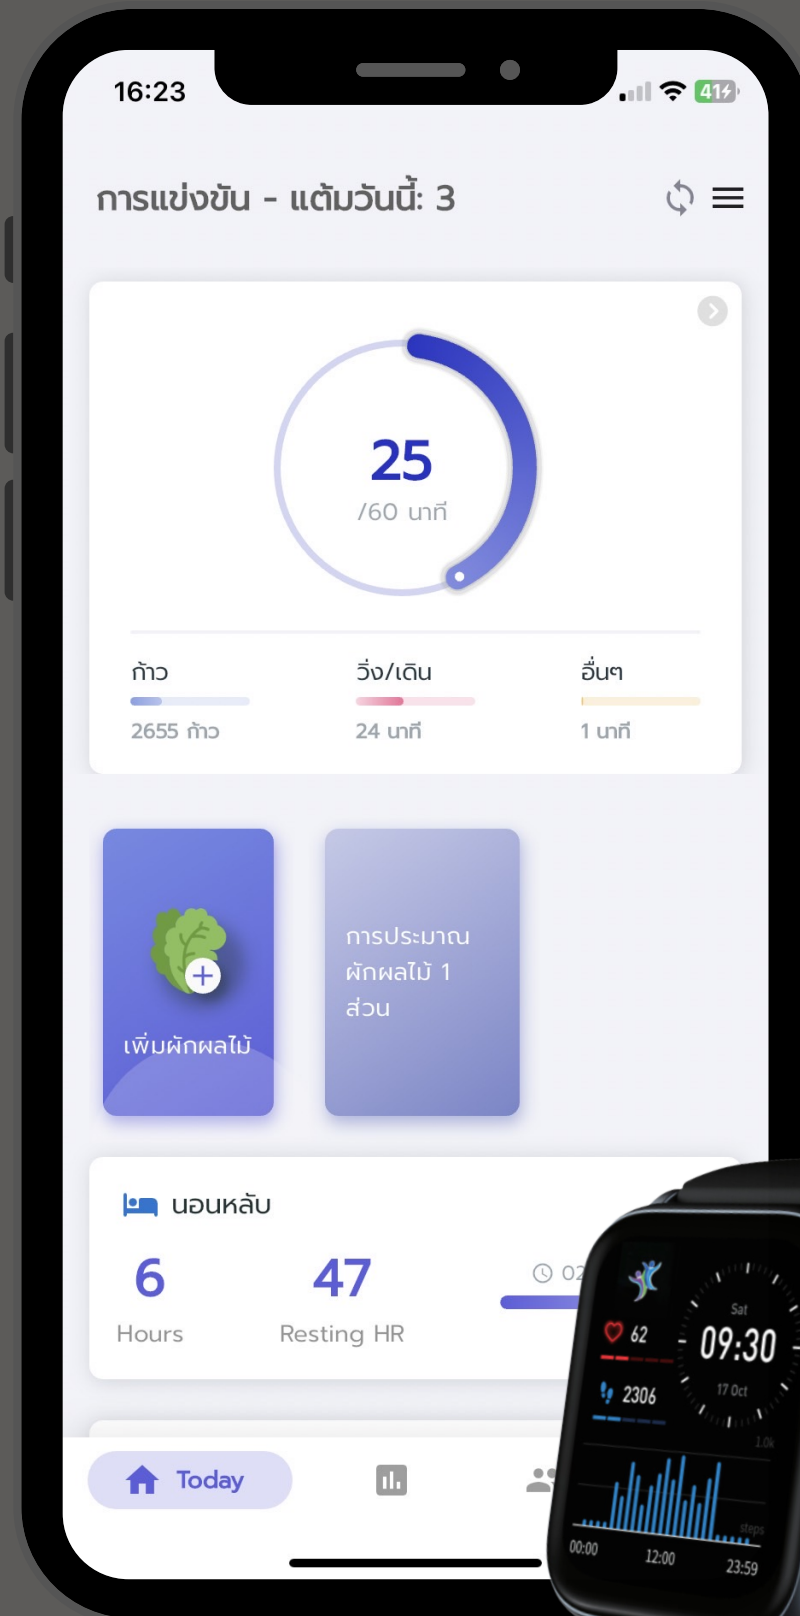 16:23
41
การแข่งขัน - แต้มวันนี้: 3
25
/60 นาที
ก้าว
วิ่ง/เดิน
อื่นๆ
2655 ก้าว
24 นาที
1 นาที
เพิ่มผักผลไม้
การประมาณ
ผักผลไม้ 1
ส่วน
นอนหลับ
6
47
02
Hours
Resting HR
Today
Sat
62
09:30
2306
17 Oct
1.0k
steps
00:00
12:00
23:59